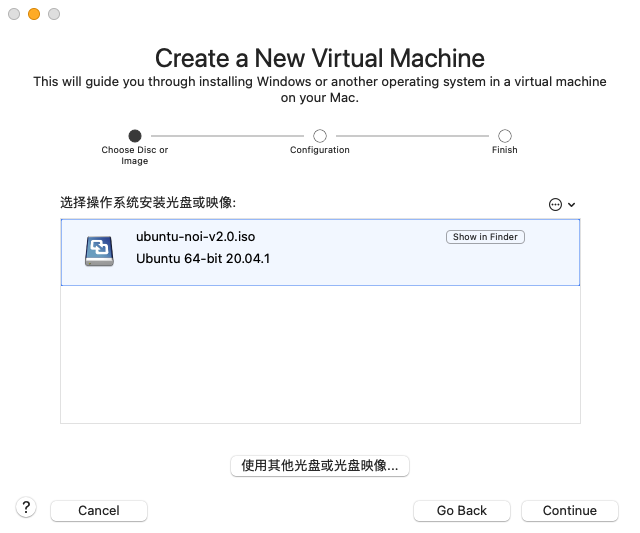 Create a New Virtual Machine
This will guide you through installing Windows or another operating system in a virtual machine
on your Mac.
Choose Disc or
Image
Configuration
Finish
选择操作系统安装光盘或映像:
ubuntu-noi-v2.0.iso
Show in Finder
Ubuntu 64-bit 20.04.1
使用其他光盘或光盘映像...
?
Cancel
Go Back
Continue